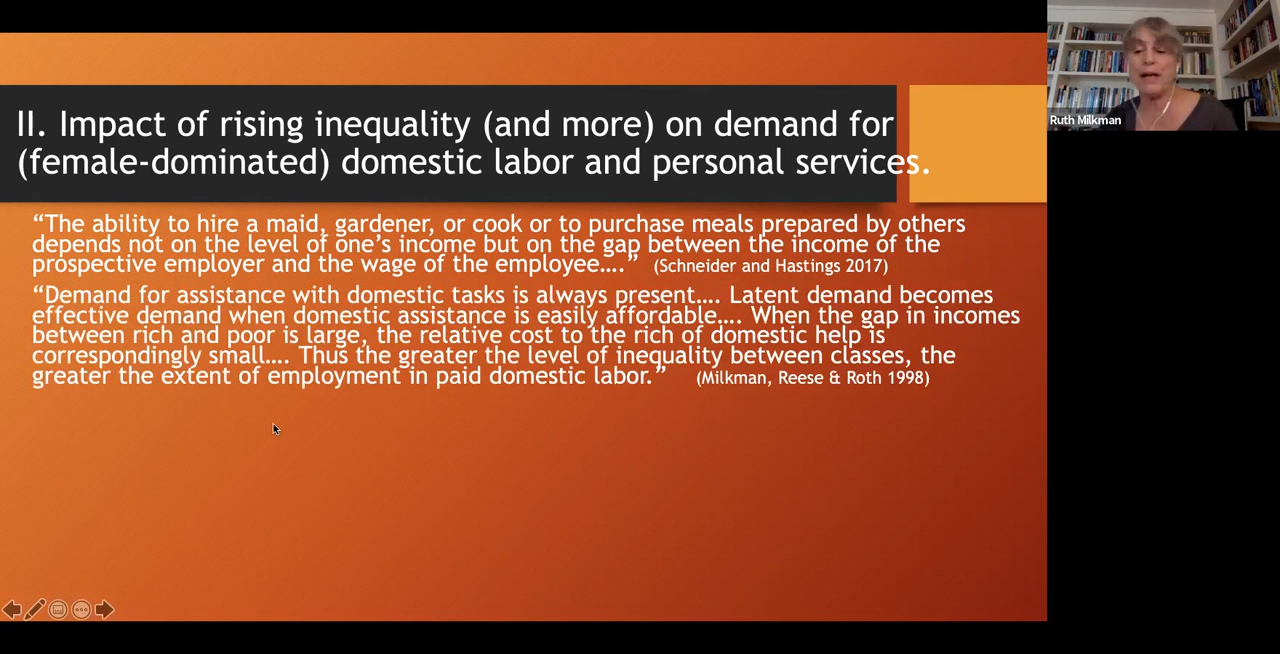 II. Impact of rising inequality (and more) on demand for
(female-dominated) domestic labor and personal services.
“The ability to hire a maid, gardener, or cook or to purchase meals prepared by others
depends not on the level of one’s income but on the gap between the income of the
prospective employer and the wage of the employee….” (Schneider and Hastings 2017)
“Demand for assistance with domestic tasks is always present…. Latent demand becomes
effective demand when domestic assistance is easily affordable…. When the gap in incomes
between rich and poor is large, the relative cost to the rich of domestic help is
correspondingly small…. Thus the greater the level of inequality between classes, the
greater the extent of employment in paid domestic labor.” (Milkman, Reese & Roth 1998)
Ruth Milkman